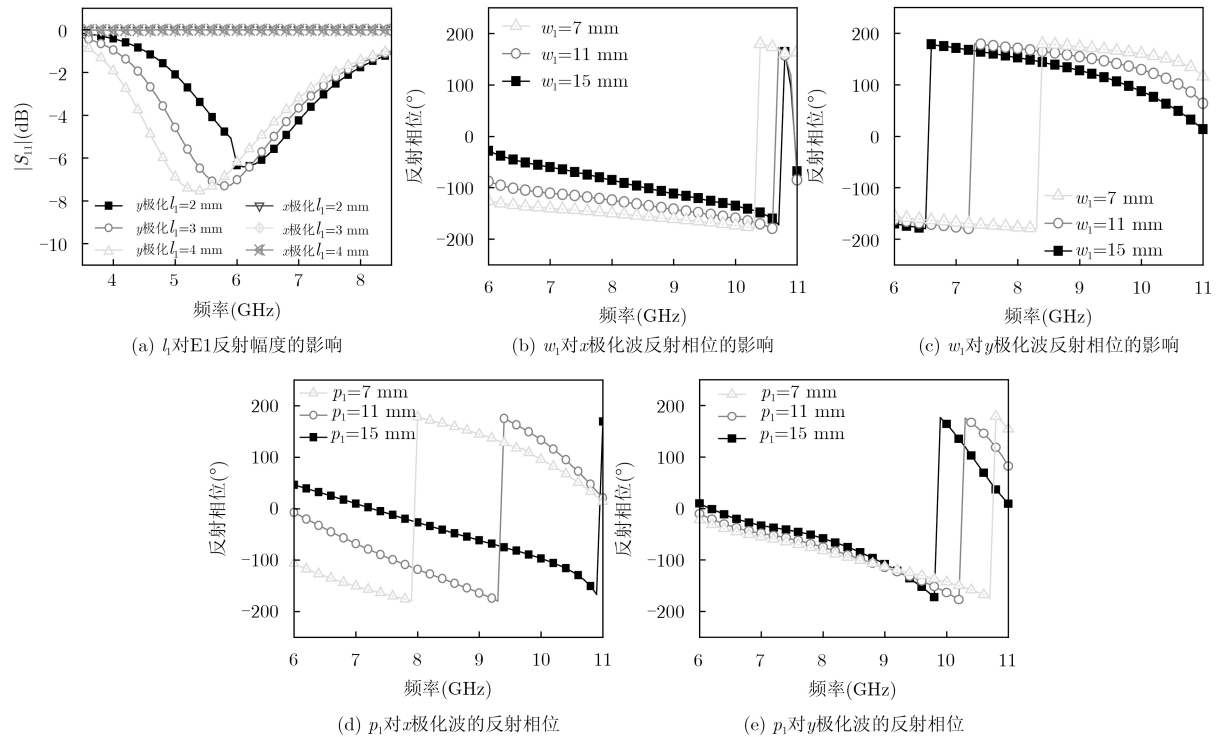 0
−2
−4
−6
−8
−10
|S₁₁|(dB)
y极化l₁=2 mm
y极化l₁=3 mm
y极化l₁=4 mm
x极化l₁=2 mm
x极化l₁=3 mm
x极化l₁=4 mm
4 5 6 7 8
频率(GHz)
(a) l₁对E1反射幅度的影响
200
100
0
−100
−200
反射相位(°)
w₁=7 mm
w₁=11 mm
w₁=15 mm
6 7 8 9 10 11
频率(GHz)
(b) w₁对x极化波反射相位的影响
200
100
0
−100
−200
反射相位(°)
w₁=7 mm
w₁=11 mm
w₁=15 mm
6 7 8 9 10 11
频率(GHz)
(c) w₁对y极化波反射相位的影响
200
100
0
−100
−200
反射相位(°)
p₁=7 mm
p₁=11 mm
p₁=15 mm
6 7 8 9 10 11
频率(GHz)
(d) p₁对x极化波的反射相位
200
100
0
−100
−200
反射相位(°)
p₁=7 mm
p₁=11 mm
p₁=15 mm
6 7 8 9 10 11
频率(GHz)
(e) p₁对y极化波的反射相位